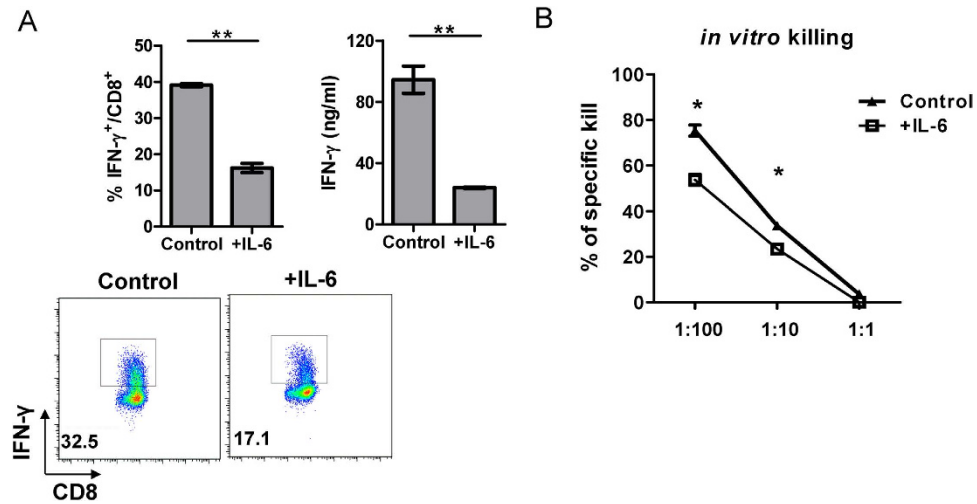 A
**
% IFN-γ⁺/CD8⁺
50
40
30
20
10
0
Control +IL-6
**
IFN-γ (ng/ml)
120
80
40
0
Control +IL-6
Control
+IL-6
32.5
17.1
IFN-γ
CD8
B
in vitro killing
% of specific kill
100
80
60
40
20
0
*
*
Control
+IL-6
1:100 1:10 1:1